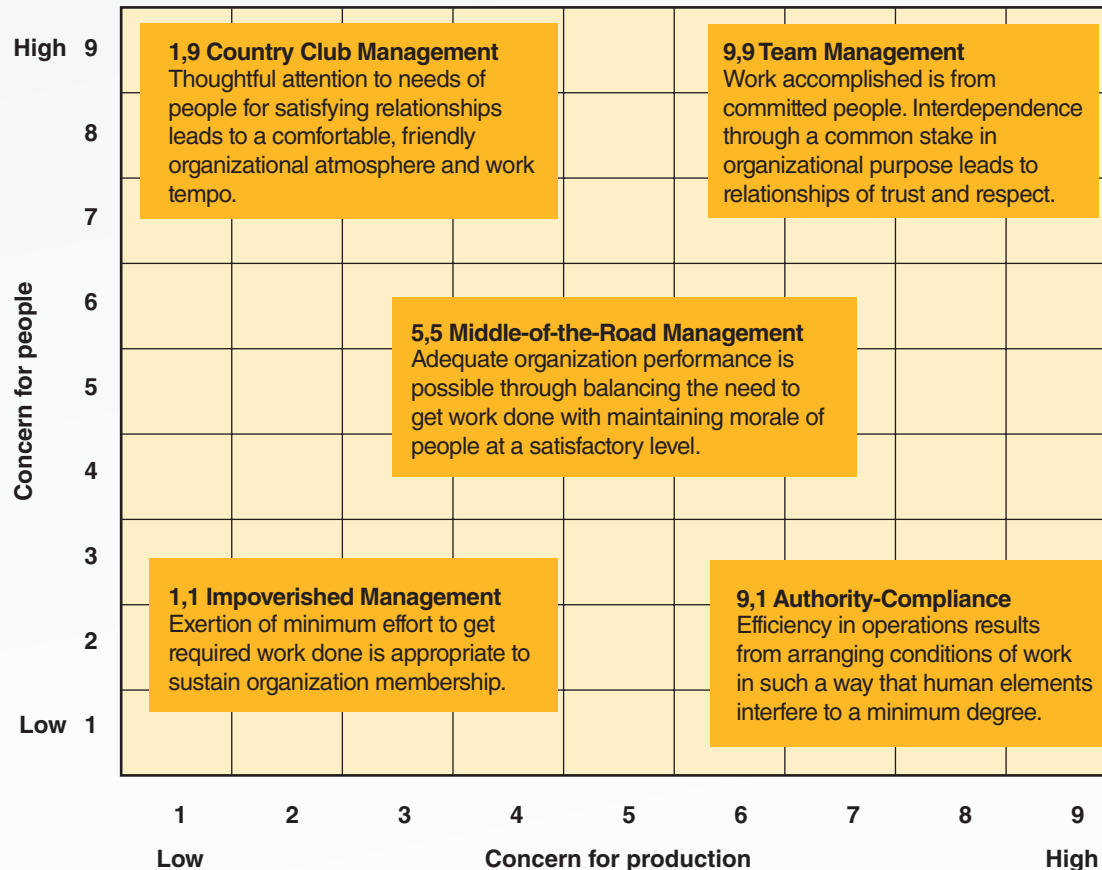 High 9
1,9 Country Club Management
Thoughtful attention to needs of
people for satisfying relationships
leads to a comfortable, friendly
organizational atmosphere and work
tempo.
9,9 Team Management
Work accomplished is from
committed people. Interdependence
through a common stake in
organizational purpose leads to
relationships of trust and respect.
8
7
Concern for people
6
5,5 Middle-of-the-Road Management
Adequate organization performance is
possible through balancing the need to
get work done with maintaining morale of
people at a satisfactory level.
5
4
3
1,1 Impoverished Management
Exertion of minimum effort to get
required work done is appropriate to
sustain organization membership.
9,1 Authority-Compliance
Efficiency in operations results
from arranging conditions of work
in such a way that human elements
interfere to a minimum degree.
2
Low 1
1 2 3 4 5 6 7 8 9
Low Concern for production High